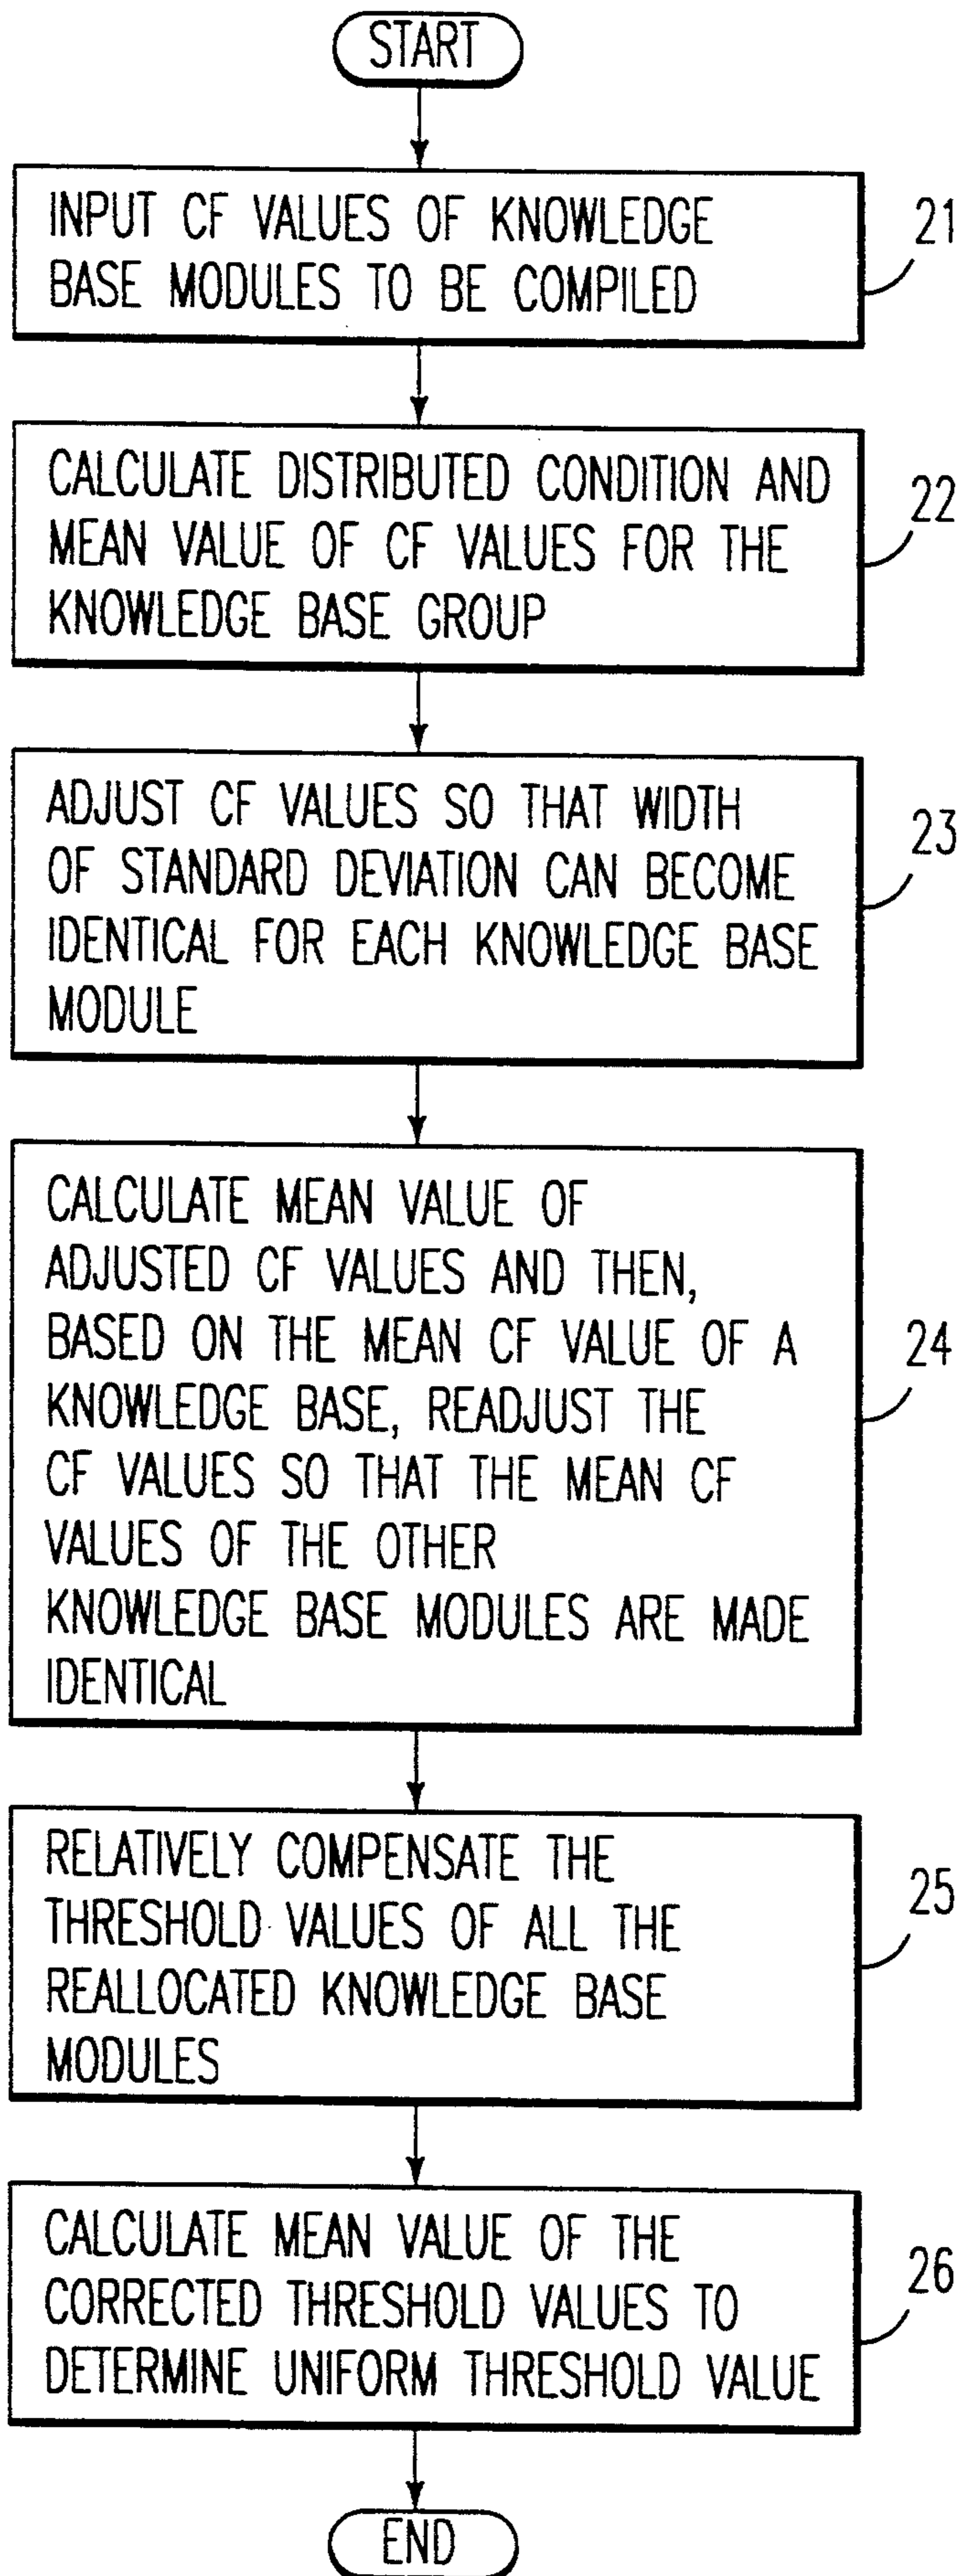 START
INPUT CF VALUES OF KNOWLEDGE
BASE MODULES TO BE COMPILED
21
CALCULATE DISTRIBUTED CONDITION AND
MEAN VALUE OF CF VALUES FOR THE
KNOWLEDGE BASE GROUP
22
ADJUST CF VALUES SO THAT WIDTH
OF STANDARD DEVIATION CAN BECOME
IDENTICAL FOR EACH KNOWLEDGE BASE
MODULE
23
CALCULATE MEAN VALUE OF
ADJUSTED CF VALUES AND THEN,
BASED ON THE MEAN CF VALUE OF A
KNOWLEDGE BASE, READJUST THE
CF VALUES SO THAT THE MEAN CF
VALUES OF THE OTHER
KNOWLEDGE BASE MODULES ARE MADE
IDENTICAL
24
RELATIVELY COMPENSATE THE
THRESHOLD VALUES OF ALL THE
REALLOCATED KNOWLEDGE BASE
MODULES
25
CALCULATE MEAN VALUE OF THE
CORRECTED THRESHOLD VALUES TO
DETERMINE UNIFORM THRESHOLD VALUE
26
END